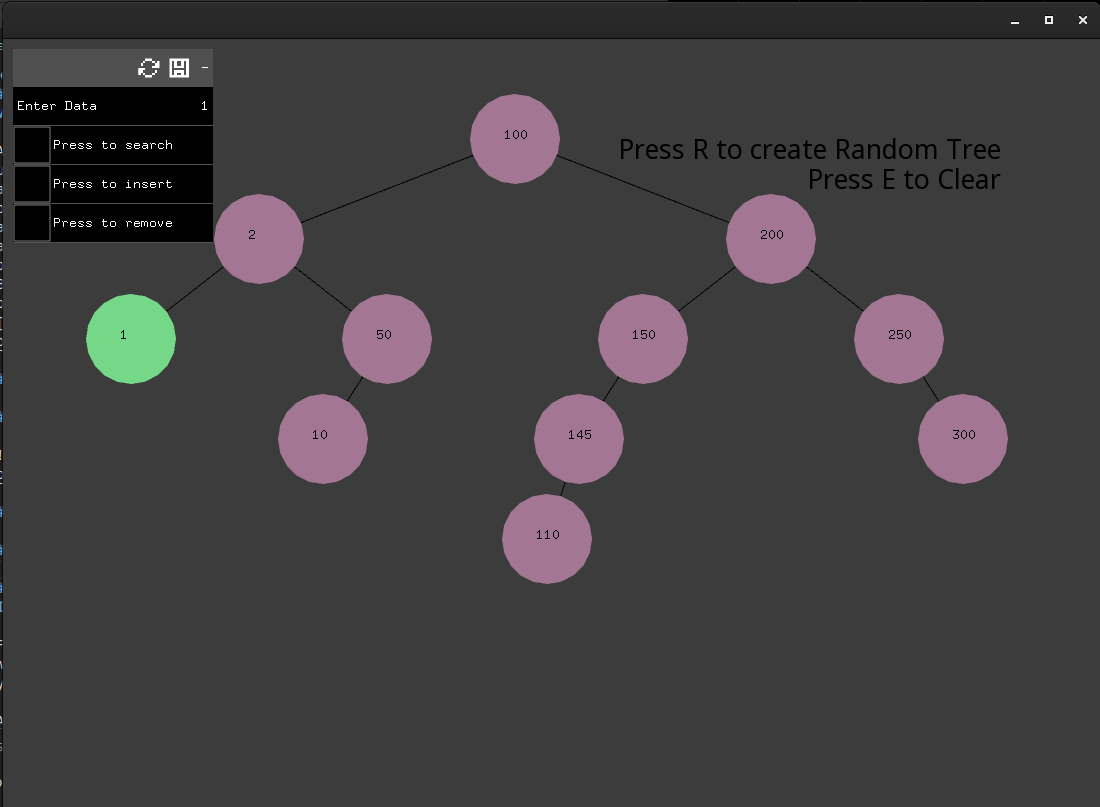 Enter Data 1
Press to search
Press to insert
Press to remove
Press R to create Random Tree
Press E to Clear
100
2
200
1
50
150
250
10
145
300
110